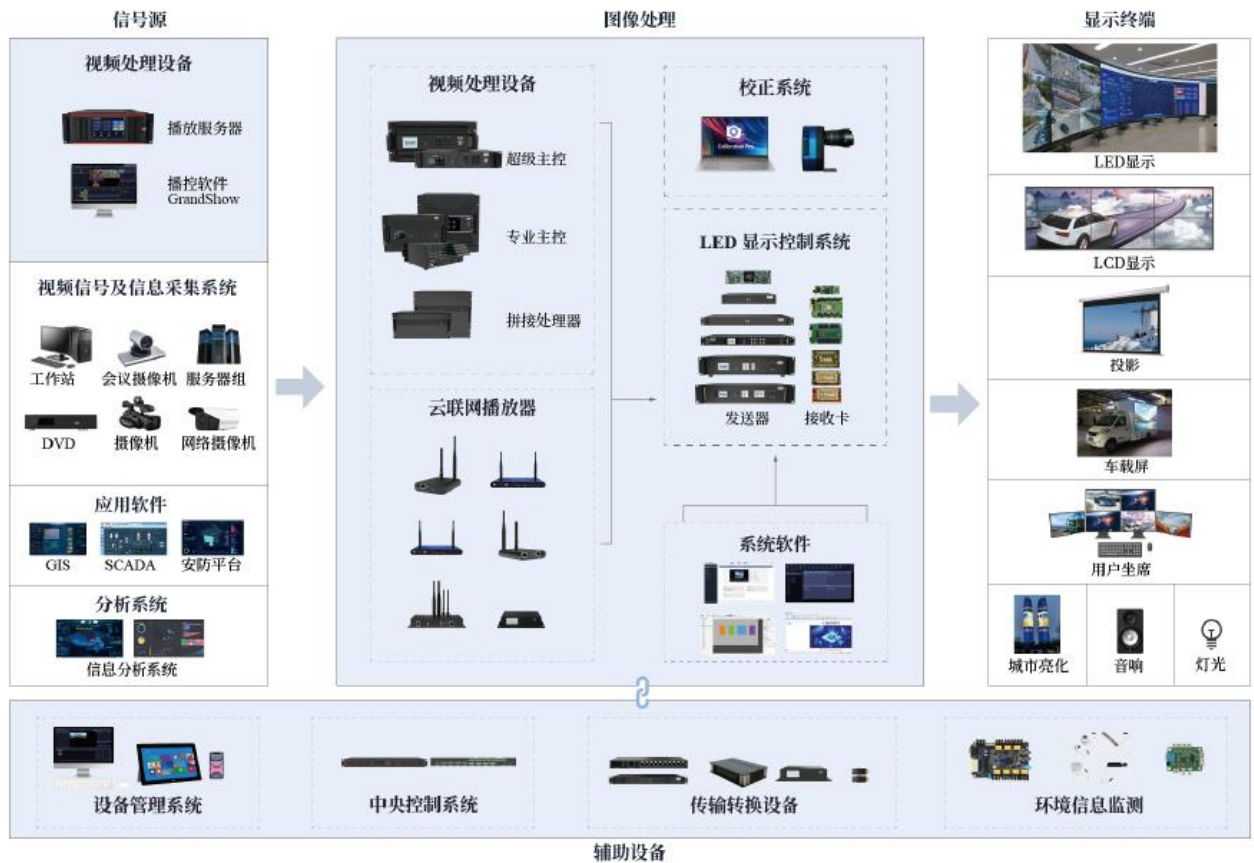 信号源
视频处理设备
播放服务器
播控软件
GrandShow
视频信号及信息采集系统
工作站
会议摄像机
服务器组
DVD
摄像机
网络摄像机
应用软件
GIS
SCADA
安防平台
分析系统
信息分析系统
图像处理
视频处理设备
超级主控
专业主控
拼接处理器
云联网播放器
校正系统
Calibration Pro
LED 显示控制系统
发送器
接收卡
系统软件
显示终端
LED显示
LCD显示
投影
车载屏
用户坐席
城市亮化
音响
灯光
设备管理系统
中央控制系统
传输转换设备
环境信息监测
辅助设备